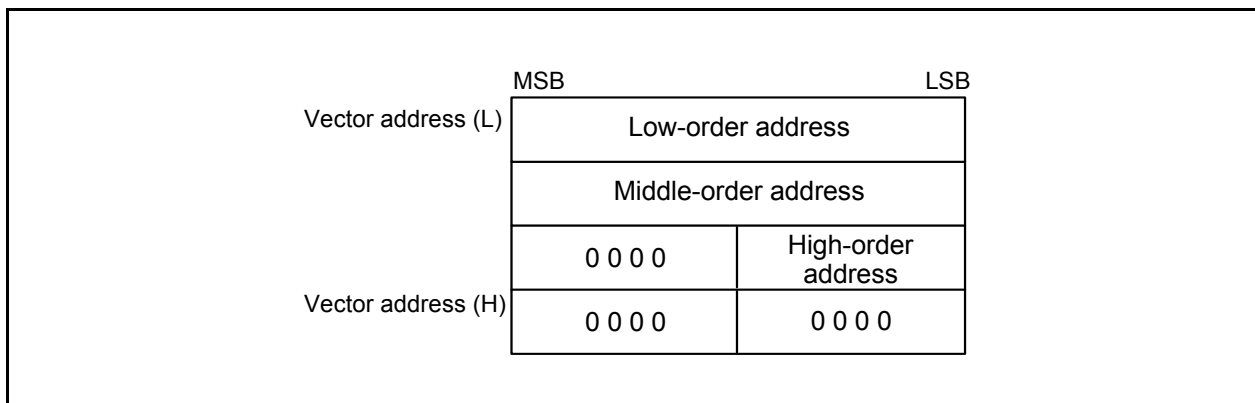 MSB LSB
Vector address (L) Low-order address
Middle-order address
0 0 0 0 High-order
address
Vector address (H) 0 0 0 0 0 0 0 0